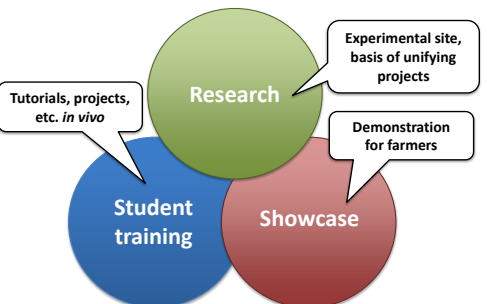 Experimental site,
basis of unifying
projects
Research
Tutorials, projects,
etc. in vivo
Demonstration
for farmers
Student
training
Showcase